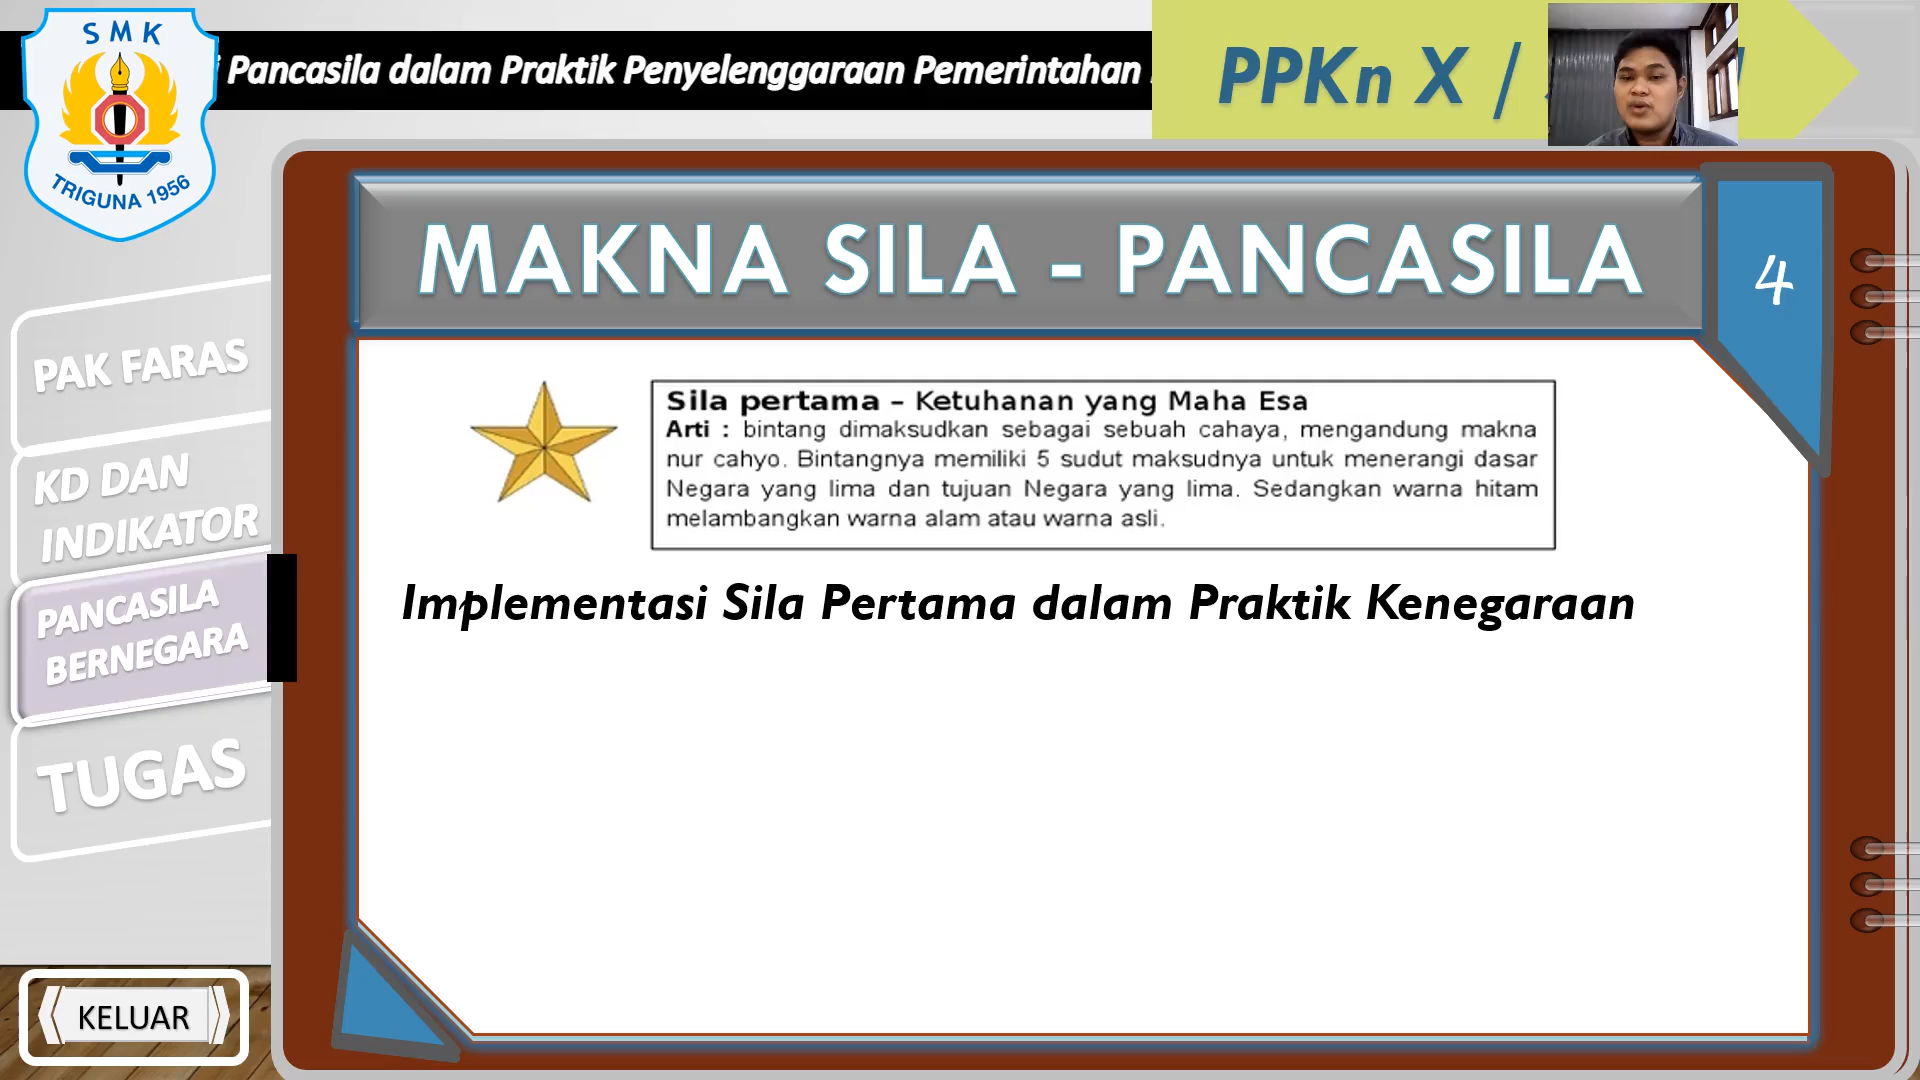 SMK
TRIGUNA 1956
Pancasila dalam Praktik Penyelenggaraan Pemerintahan
PPKn X /
MAKNA SILA - PANCASILA
4
PAK FARAS
KD DAN
INDIKATOR
PANCASILA
BERNEGARA
TUGAS
KELUAR
Sila pertama – Ketuhanan yang Maha Esa
Arti : bintang dimaksudkan sebagai sebuah cahaya, mengandung makna
nur cahyo. Bintangnya memiliki 5 sudut maksudnya untuk menerangi dasar
Negara yang lima dan tujuan Negara yang lima. Sedangkan warna hitam
melambangkan warna alam atau warna asli.
Implementasi Sila Pertama dalam Praktik Kenegaraan